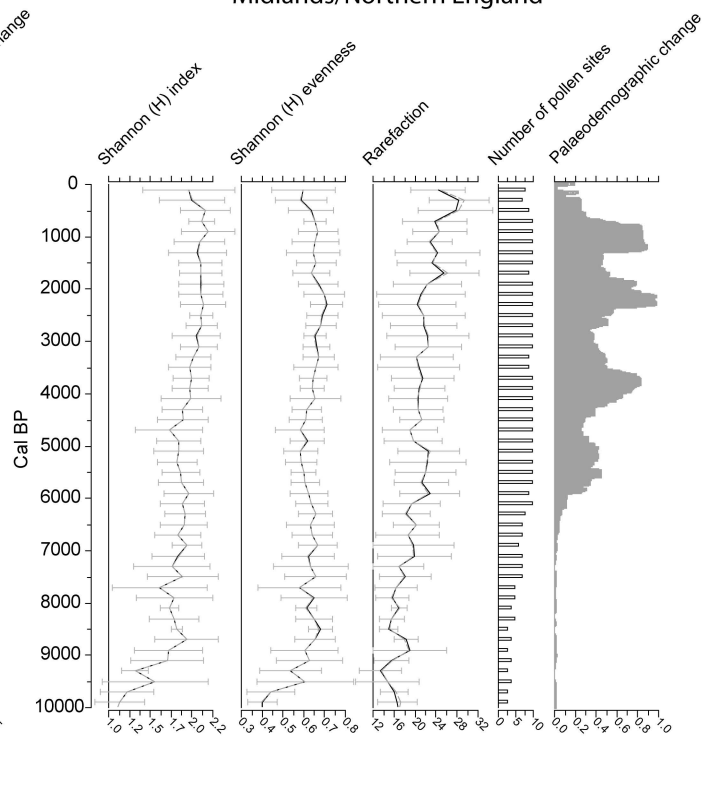 Midlands/Northern England
ange
Shannon (H) index
Shannon (H) evenness
Rarefaction
Number of pollen sites
Palaeodemographic change
Cal BP
0
1000
2000
3000
4000
5000
6000
7000
8000
9000
10000
1.0 1.2 1.5 1.7 2.0 2.2
0.3 0.4 0.5 0.6 0.7 0.8
12 16 20 24 28 32
0 5 10
0 0.2 0.4 0.6 0.8 1.0